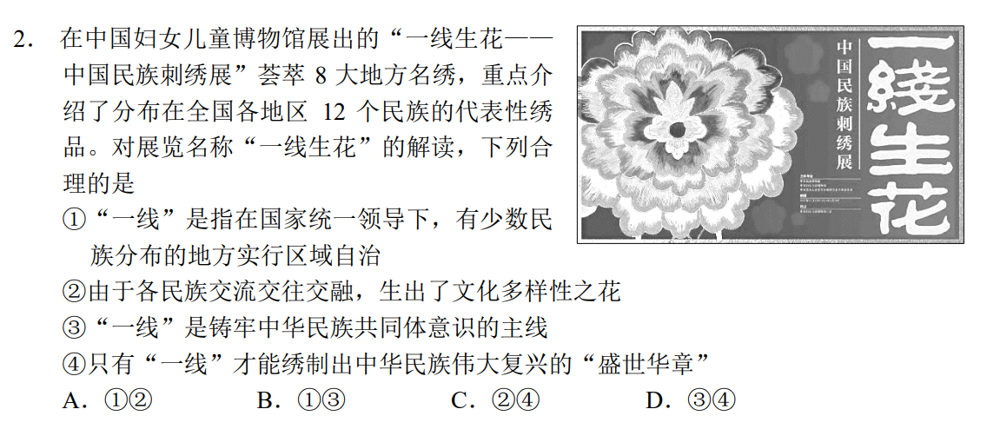 2． 在中国妇女儿童博物馆展出的“一线生花——
中国民族刺绣展”荟萃 8 大地方名绣，重点介
绍了分布在全国各地区 12 个民族的代表性绣
品。对展览名称“一线生花”的解读，下列合
理的是
①“一线”是指在国家统一领导下，有少数民
族分布的地方实行区域自治
②由于各民族交流交往交融，生出了文化多样性之花
③“一线”是铸牢中华民族共同体意识的主线
④只有“一线”才能绣制出中华民族伟大复兴的“盛世华章”
A．①② B．①③ C．②④ D．③④
一綫生花
中国民族刺绣展